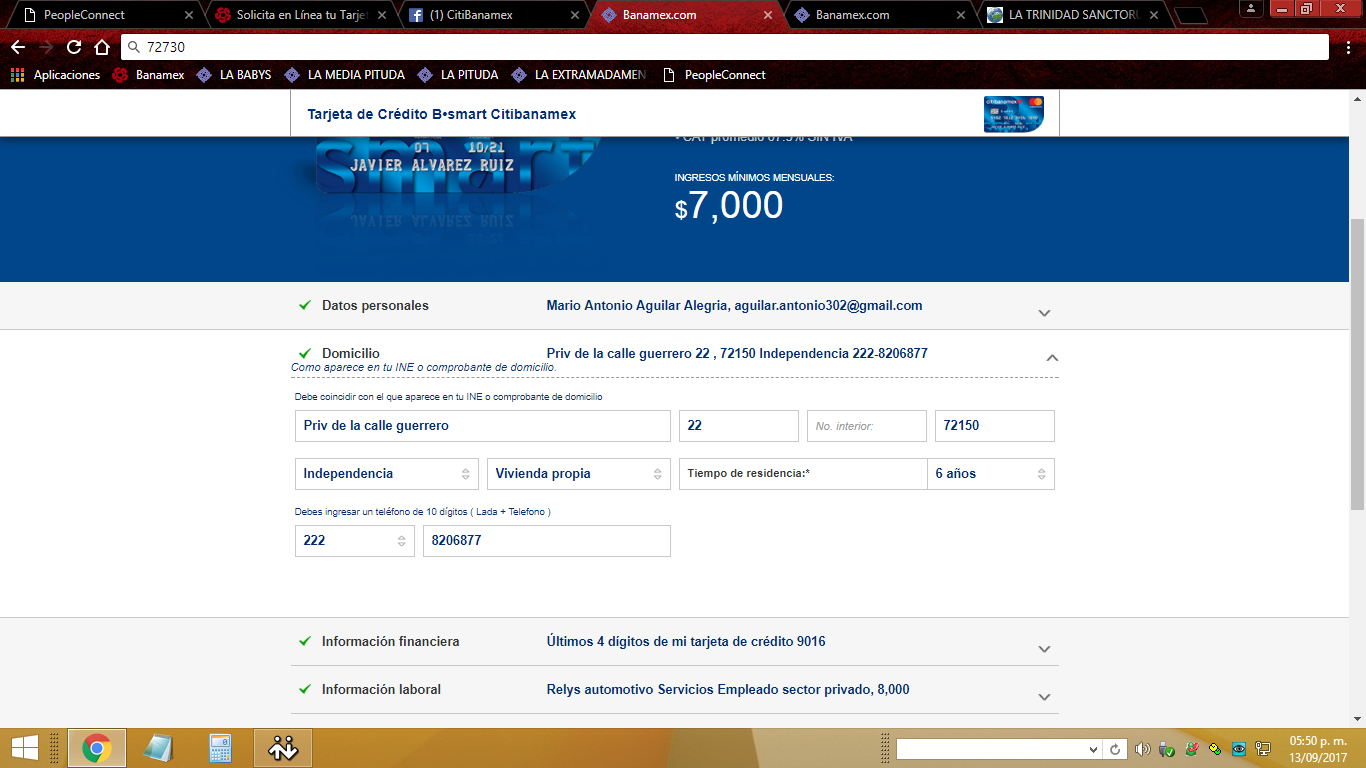 PeopleConnect
Solicita en Línea tu Tarje
(1) CitiBanamex
Banamex.com
Banamex.com
LA TRINIDAD SANCTORU
72730
Aplicaciones
Banamex
LA BABYS
LA MEDIA PITUDA
LA PITUDA
LA EXTRAMADAMEN
PeopleConnect
Tarjeta de Crédito B•smart Citibanamex
citibanamex
smart
07 10/21
JAVIER ALVAREZ RUIZ
• CAT promedio 67.5% SIN IVA
INGRESOS MÍNIMOS MENSUALES:
$7,000
Datos personales
Mario Antonio Aguilar Alegria, aguilar.antonio302@gmail.com
Domicilio
Priv de la calle guerrero 22 , 72150 Independencia 222-8206877
Como aparece en tu INE o comprobante de domicilio.
Debe coincidir con el que aparece en tu INE o comprobante de domicilio
Priv de la calle guerrero
22
No. interior:
72150
Independencia
Vivienda propia
Tiempo de residencia:*
6 años
Debes ingresar un teléfono de 10 dígitos ( Lada + Telefono )
222
8206877
Información financiera
Últimos 4 dígitos de mi tarjeta de crédito 9016
Información laboral
Relys automotivo Servicios Empleado sector privado, 8,000
05:50 p. m.
13/09/2017